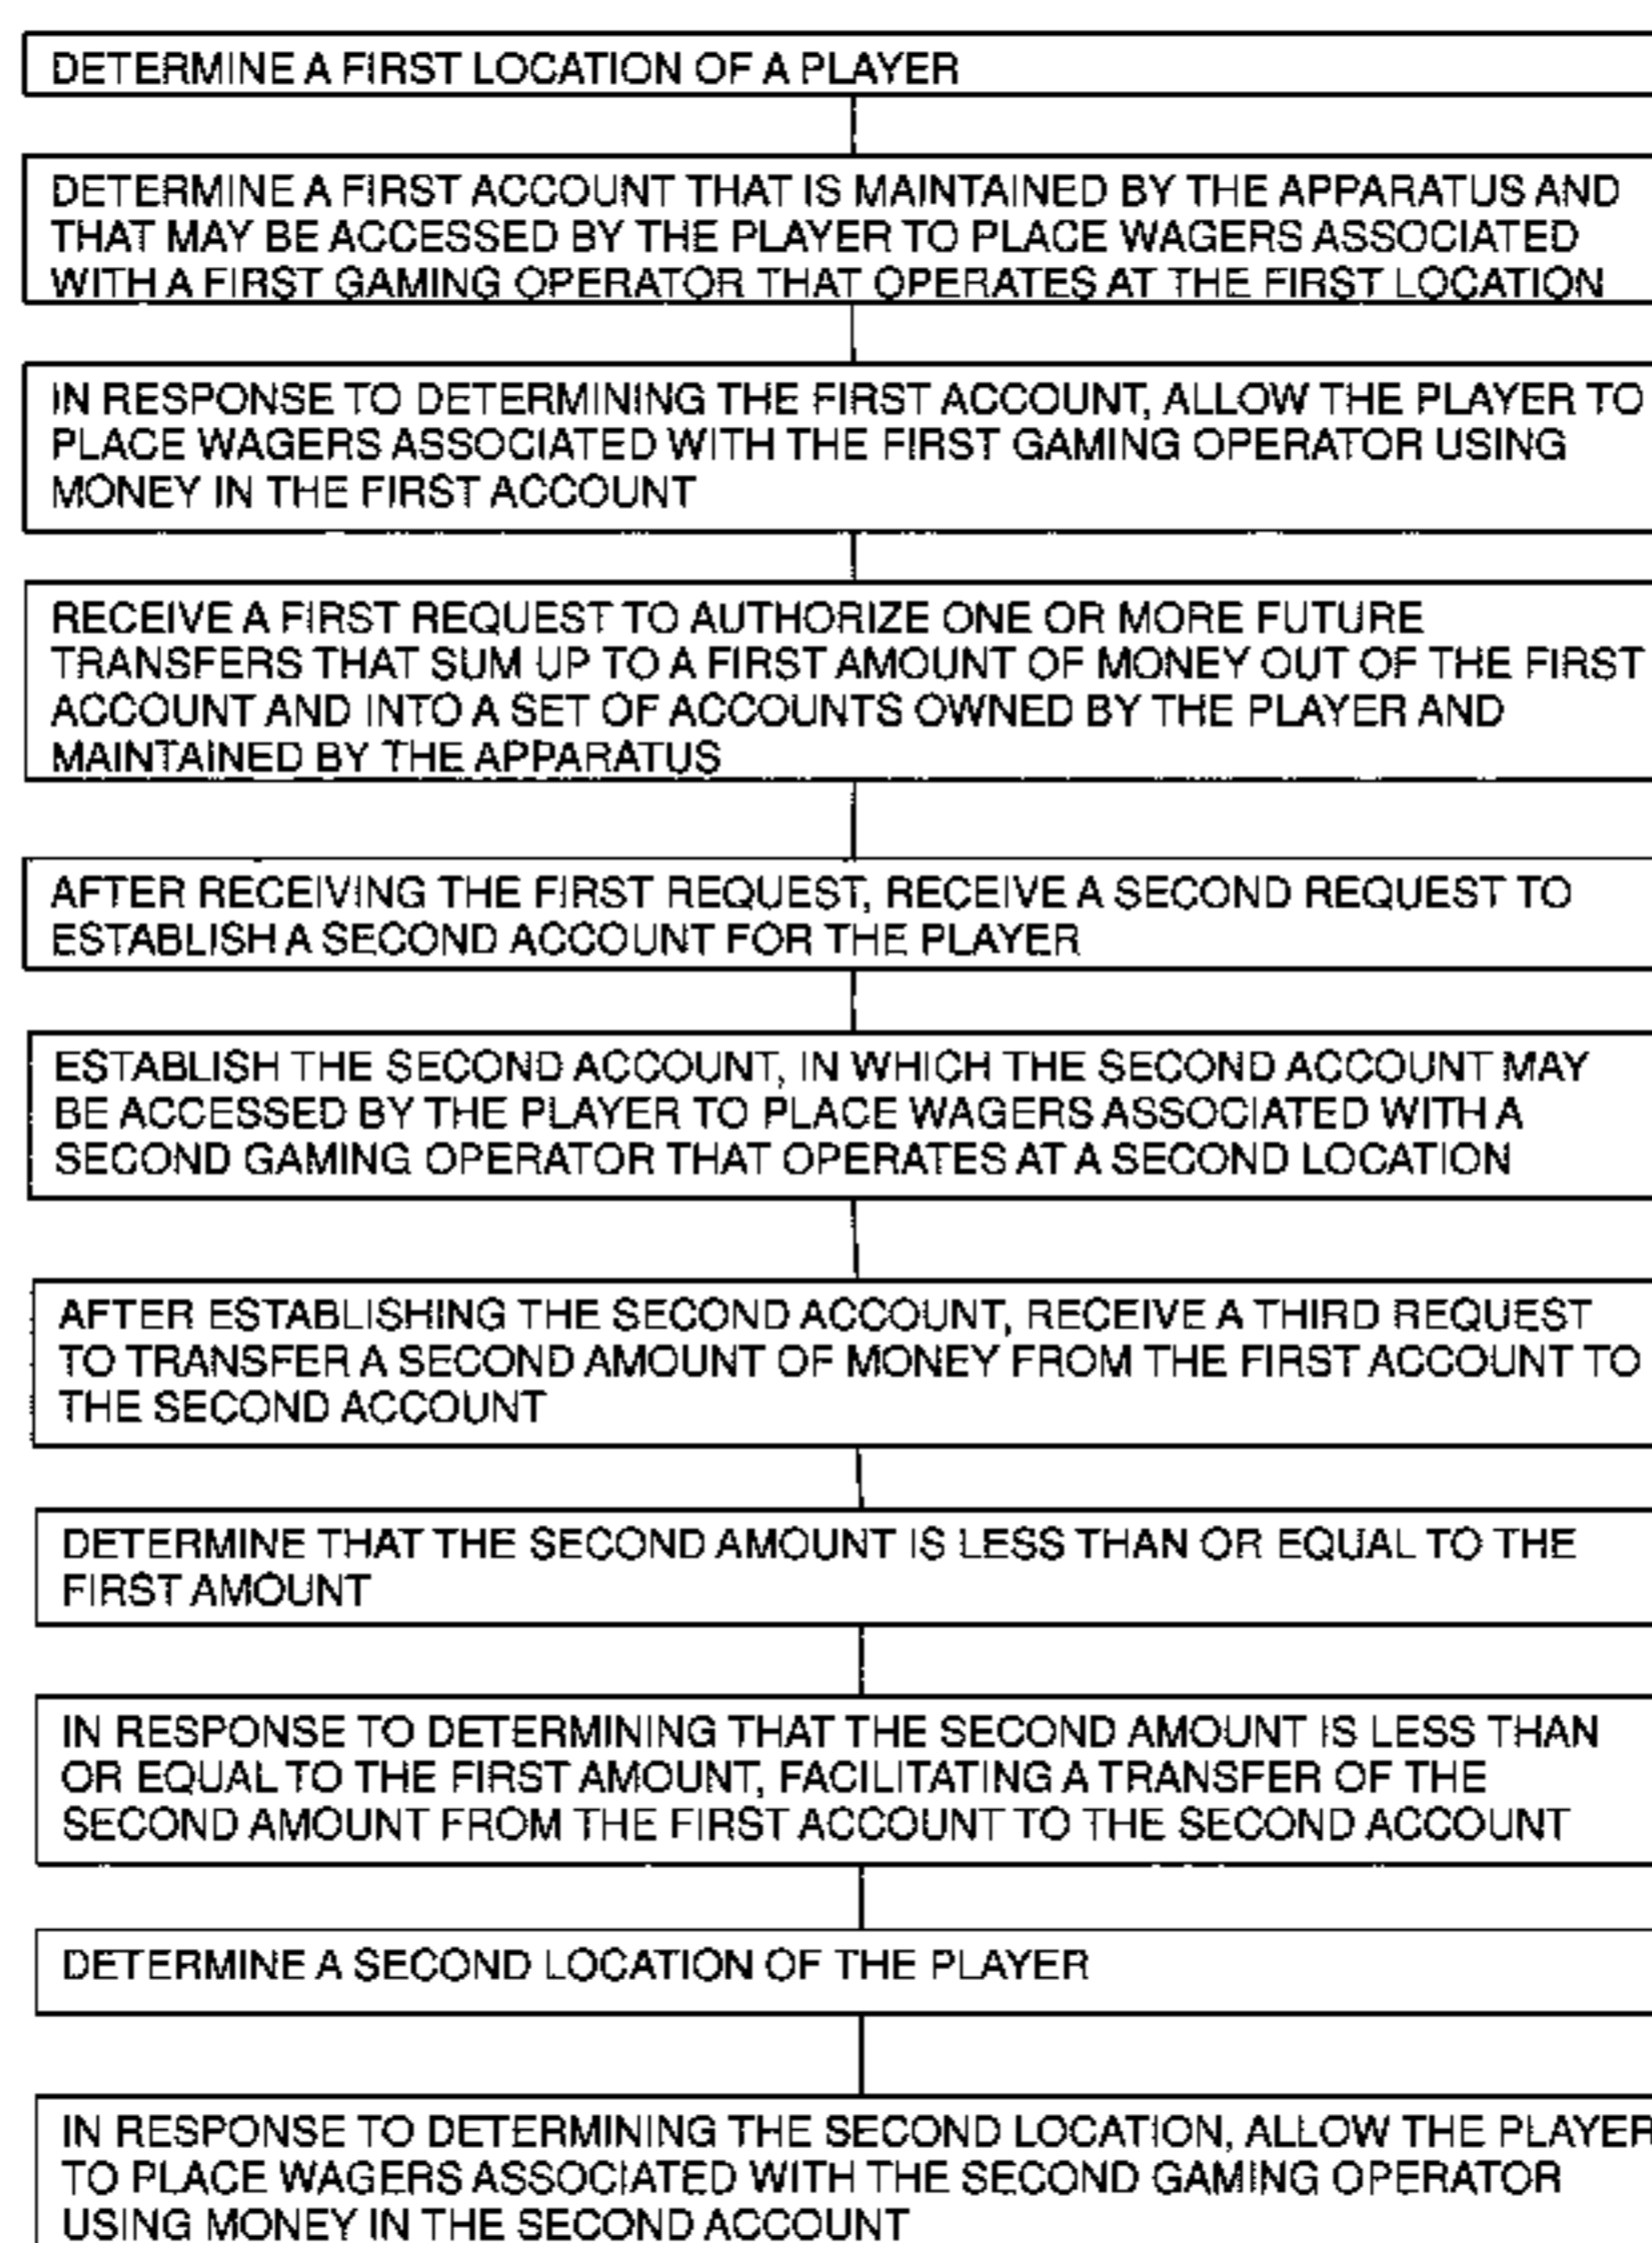 DETERMINE A FIRST LOCATION OF A PLAYER
DETERMINE A FIRST ACCOUNT THAT IS MAINTAINED BY THE APPARATUS AND
THAT MAY BE ACCESSED BY THE PLAYER TO PLACE WAGERS ASSOCIATED
WITH A FIRST GAMING OPERATOR THAT OPERATES AT THE FIRST LOCATION
IN RESPONSE TO DETERMINING THE FIRST ACCOUNT, ALLOW THE PLAYER TO
PLACE WAGERS ASSOCIATED WITH THE FIRST GAMING OPERATOR USING
MONEY IN THE FIRST ACCOUNT
RECEIVE A FIRST REQUEST TO AUTHORIZE ONE OR MORE FUTURE
TRANSFERS THAT SUM UP TO A FIRST AMOUNT OF MONEY OUT OF THE FIRST
ACCOUNT AND INTO A SET OF ACCOUNTS OWNED BY THE PLAYER AND
MAINTAINED BY THE APPARATUS
AFTER RECEIVING THE FIRST REQUEST, RECEIVE A SECOND REQUEST TO
ESTABLISH A SECOND ACCOUNT FOR THE PLAYER
ESTABLISH THE SECOND ACCOUNT, IN WHICH THE SECOND ACCOUNT MAY
BE ACCESSED BY THE PLAYER TO PLACE WAGERS ASSOCIATED WITH A
SECOND GAMING OPERATOR THAT OPERATES AT A SECOND LOCATION
AFTER ESTABLISHING THE SECOND ACCOUNT, RECEIVE A THIRD REQUEST
TO TRANSFER A SECOND AMOUNT OF MONEY FROM THE FIRST ACCOUNT TO
THE SECOND ACCOUNT
DETERMINE THAT THE SECOND AMOUNT IS LESS THAN OR EQUAL TO THE
FIRST AMOUNT
IN RESPONSE TO DETERMINING THAT THE SECOND AMOUNT IS LESS THAN
OR EQUAL TO THE FIRST AMOUNT, FACILITATING A TRANSFER OF THE
SECOND AMOUNT FROM THE FIRST ACCOUNT TO THE SECOND ACCOUNT
DETERMINE A SECOND LOCATION OF THE PLAYER
IN RESPONSE TO DETERMINING THE SECOND LOCATION, ALLOW THE PLAYER
TO PLACE WAGERS ASSOCIATED WITH THE SECOND GAMING OPERATOR
USING MONEY IN THE SECOND ACCOUNT